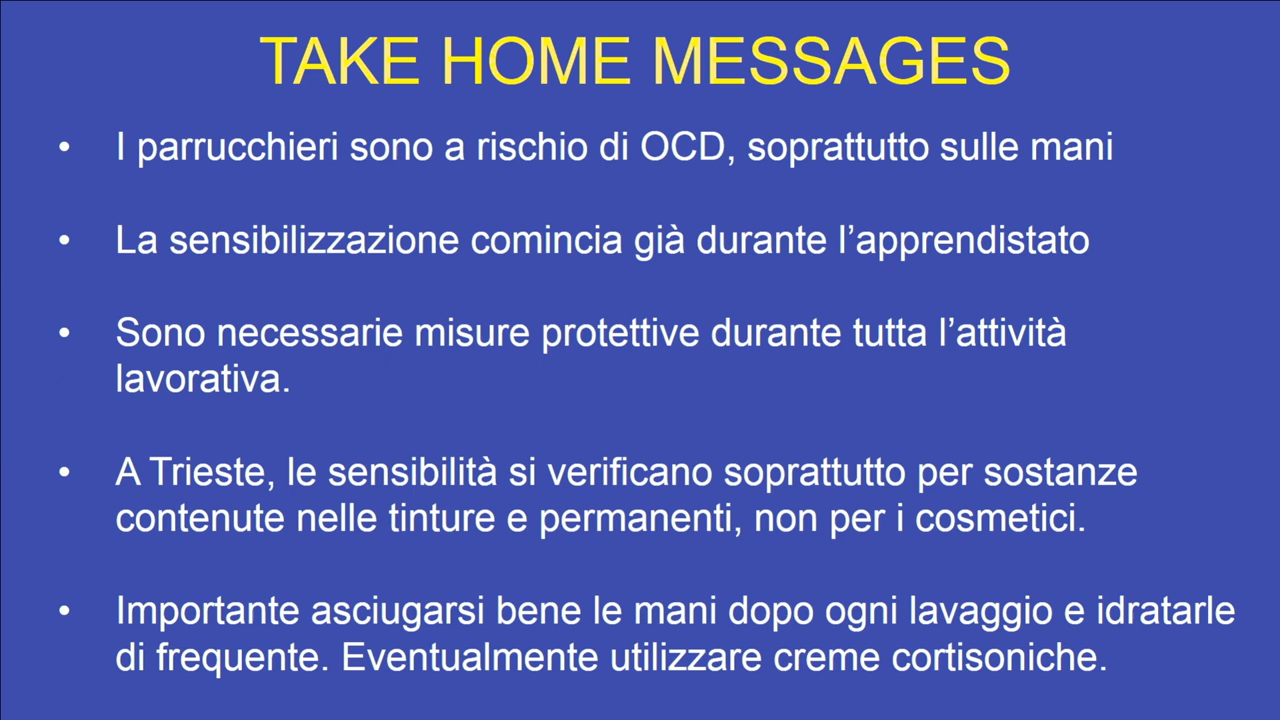 TAKE HOME MESSAGES
• I parrucchieri sono a rischio di OCD, soprattutto sulle mani
• La sensibilizzazione comincia già durante l’apprendistato
• Sono necessarie misure protettive durante tutta l’attività
lavorativa.
• A Trieste, le sensibilità si verificano soprattutto per sostanze
contenute nelle tinture e permanenti, non per i cosmetici.
• Importante asciugarsi bene le mani dopo ogni lavaggio e idratarle
di frequente. Eventualmente utilizzare creme cortisoniche.